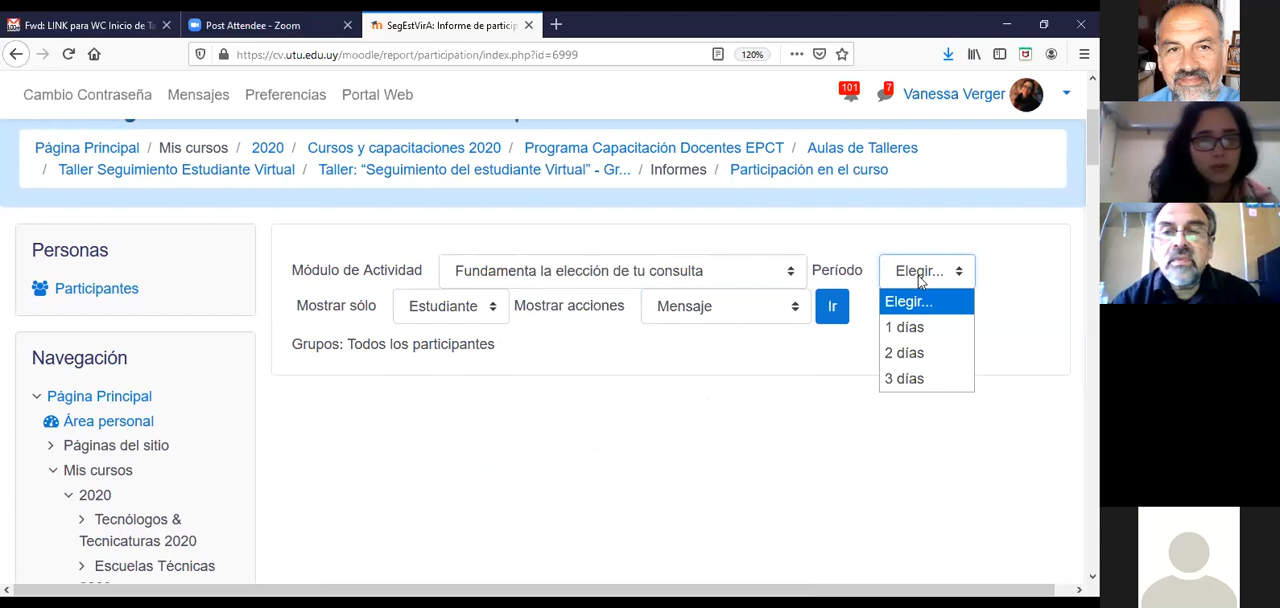 Fwd: LINK para WC Inicio de Ta
Post Attendee - Zoom
SegEstVirA: Informe de particip
https://cv.utu.edu.uy/moodle/report/participation/index.php?id=6999
120%
Cambio Contraseña Mensajes Preferencias Portal Web
101
7
Vanessa Verger
Página Principal / Mis cursos / 2020 / Cursos y capacitaciones 2020 / Programa Capacitación Docentes EPCT / Aulas de Talleres
/ Taller Seguimiento Estudiante Virtual / Taller: “Seguimiento del estudiante Virtual” - Gr... / Informes / Participación en el curso
Personas
Participantes
Navegación
Página Principal
Área personal
Páginas del sitio
Mis cursos
2020
Tecnólogos &
Tecnicaturas 2020
Escuelas Técnicas
Módulo de Actividad Fundamenta la elección de tu consulta Período Elegir...
Mostrar sólo Estudiante Mostrar acciones Mensaje Ir
Grupos: Todos los participantes
Elegir...
1 días
2 días
3 días